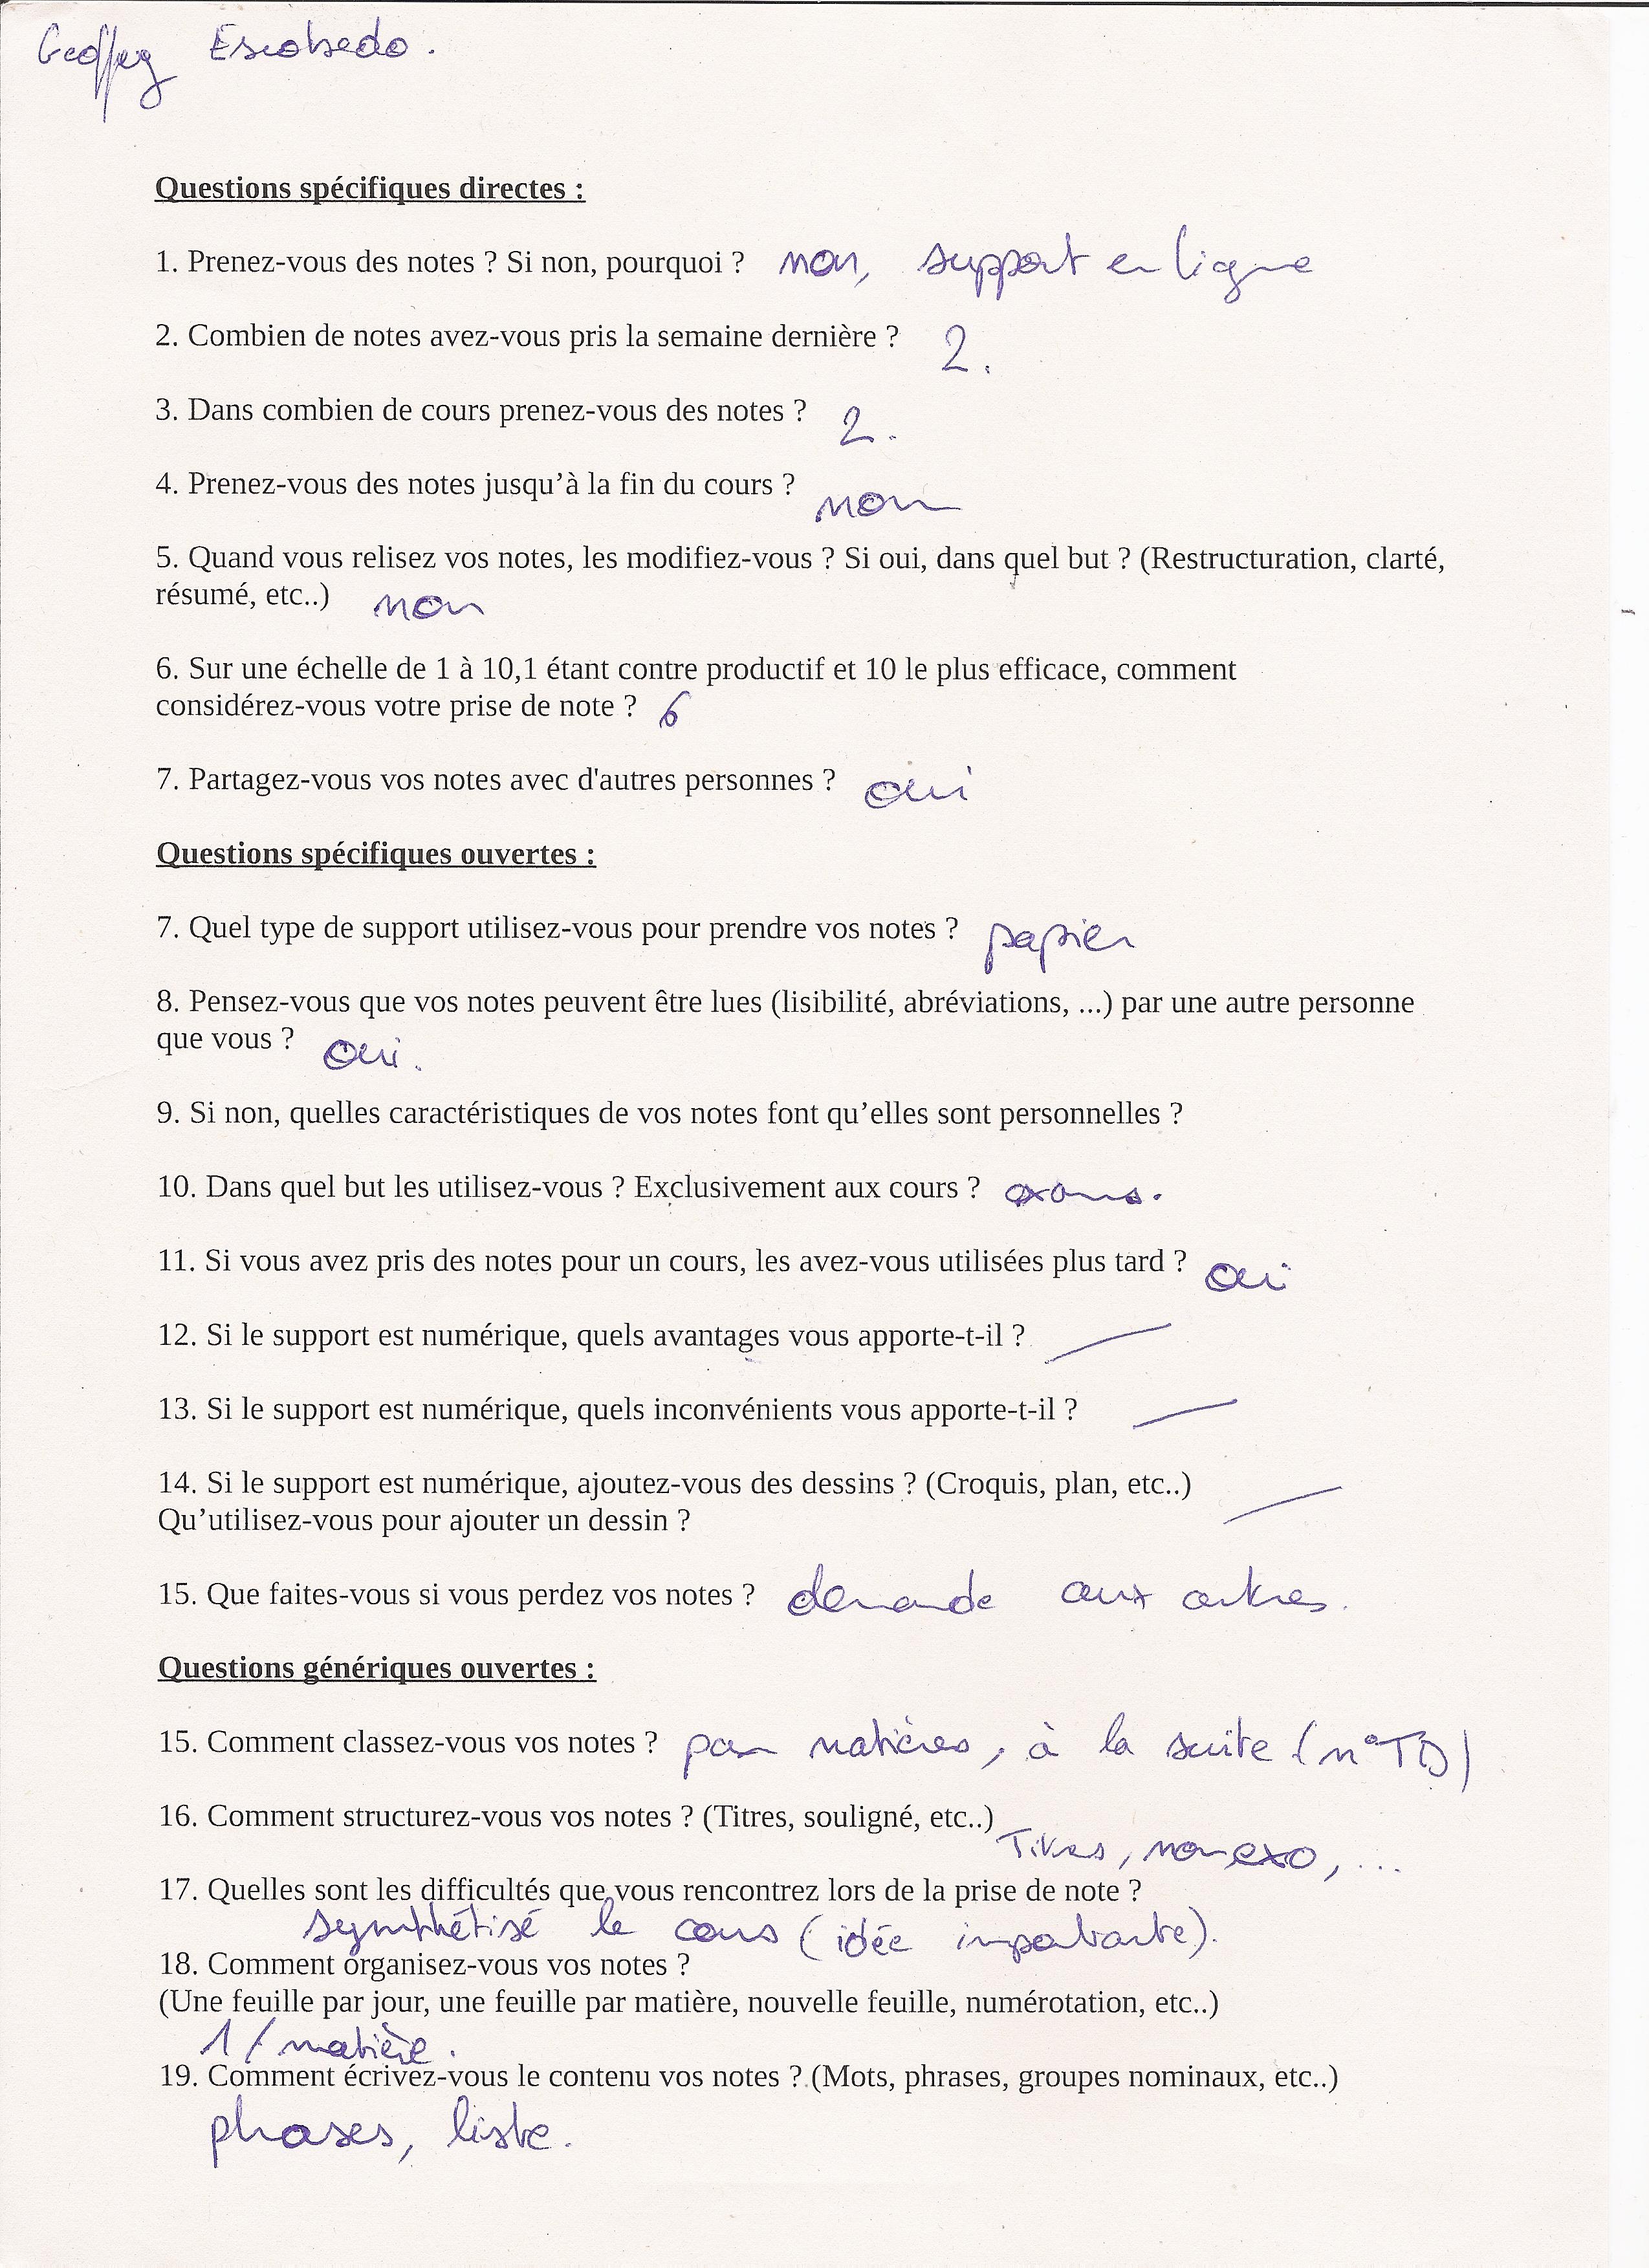 Geoffrey Escobedo.
Questions spécifiques directes :
1. Prenez-vous des notes ? Si non, pourquoi ? non, support en ligne
2. Combien de notes avez-vous pris la semaine dernière ? 2.
3. Dans combien de cours prenez-vous des notes ? 2.
4. Prenez-vous des notes jusqu’à la fin du cours ? non
5. Quand vous relisez vos notes, les modifiez-vous ? Si oui, dans quel but ? (Restructuration, clarté,
résumé, etc..) non
6. Sur une échelle de 1 à 10,1 étant contre productif et 10 le plus efficace, comment
considérez-vous votre prise de note ? 6
7. Partagez-vous vos notes avec d'autres personnes ? oui
Questions spécifiques ouvertes :
7. Quel type de support utilisez-vous pour prendre vos notes ? papier
8. Pensez-vous que vos notes peuvent être lues (lisibilité, abréviations, ...) par une autre personne
que vous ? oui.
9. Si non, quelles caractéristiques de vos notes font qu’elles sont personnelles ?
10. Dans quel but les utilisez-vous ? Exclusivement aux cours ? exams.
11. Si vous avez pris des notes pour un cours, les avez-vous utilisées plus tard ? oui
12. Si le support est numérique, quels avantages vous apporte-t-il ?
13. Si le support est numérique, quels inconvénients vous apporte-t-il ?
14. Si le support est numérique, ajoutez-vous des dessins ? (Croquis, plan, etc..)
Qu’utilisez-vous pour ajouter un dessin ?
15. Que faites-vous si vous perdez vos notes ? demande aux autres.
Questions génériques ouvertes :
15. Comment classez-vous vos notes ? par matières, à la suite (n°TD)
16. Comment structurez-vous vos notes ? (Titres, souligné, etc..)
Titres, nom exo, ...
17. Quelles sont les difficultés que vous rencontrez lors de la prise de note ?
synthétisé le cours (idée importante).
18. Comment organisez-vous vos notes ?
(Une feuille par jour, une feuille par matière, nouvelle feuille, numérotation, etc..)
1 / matière.
19. Comment écrivez-vous le contenu vos notes ? (Mots, phrases, groupes nominaux, etc..)
phrases, liste.